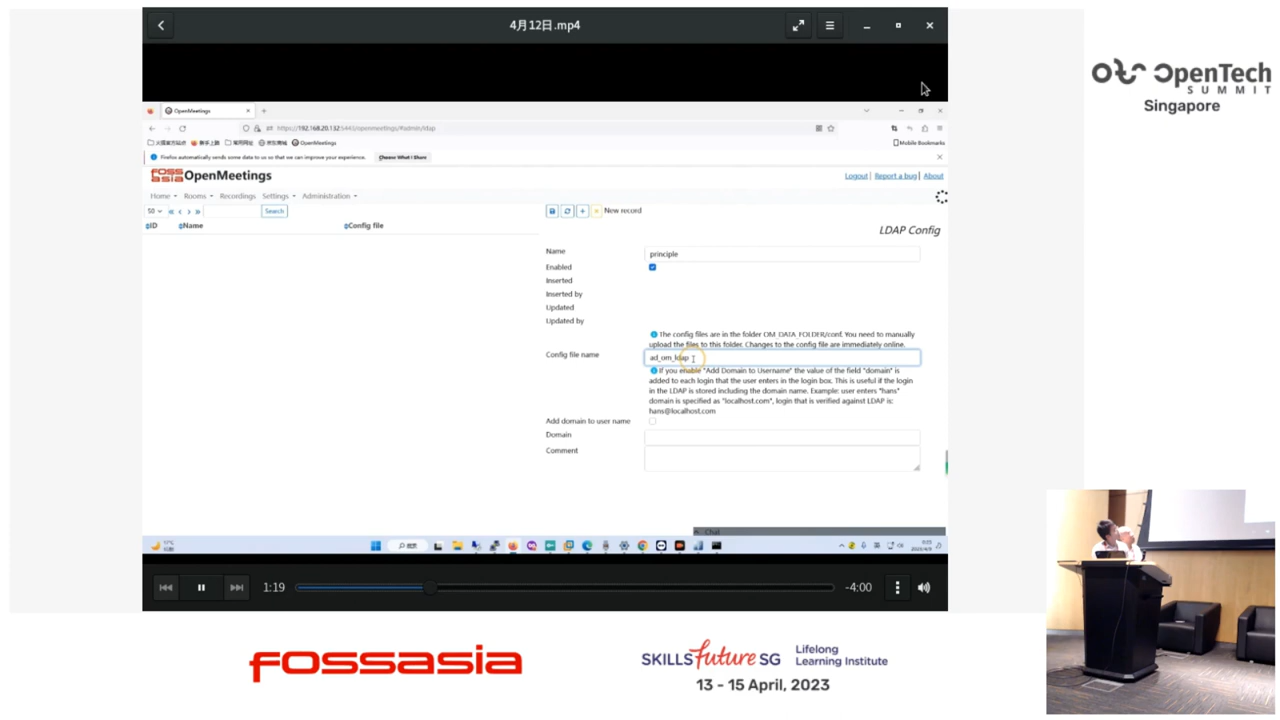 4月12日.mp4
OpenTech
SUMMIT
Singapore
OpenMeetings
https://192.168.20.132:5443/openmeetings/#admin/ldap
OpenMeetings
Mobile Bookmarks
Firefox automatically sends some data to us so that we can improve your experience. Choose What I Share
FOSS
ASIA OpenMeetings
Logout | Report a bug | About
Home Rooms Recordings Settings Administration
50 « ‹ › » Search
ID Name Config file
New record
LDAP Config
Name principle
Enabled
Inserted
Inserted by
Updated
Updated by
The config files are in the folder OM_DATA_FOLDER/conf. You need to manually
upload the files to this folder. Changes to the config file are immediately online.
Config file name ad_om_ldap
If you enable "Add Domain to Username" the value of the field "domain" is
added to each login that the user enters in the login box. This is useful if the login
in the LDAP is stored including the domain name. Example: user enters "hans"
domain is specified as "localhost.com", login that is verified against LDAP is:
hans@localhost.com
Add domain to user name
Domain
Comment
Chat
1:19 -4:00
FOSSASIA
SKILLS future SG
Lifelong
Learning Institute
13 - 15 April, 2023